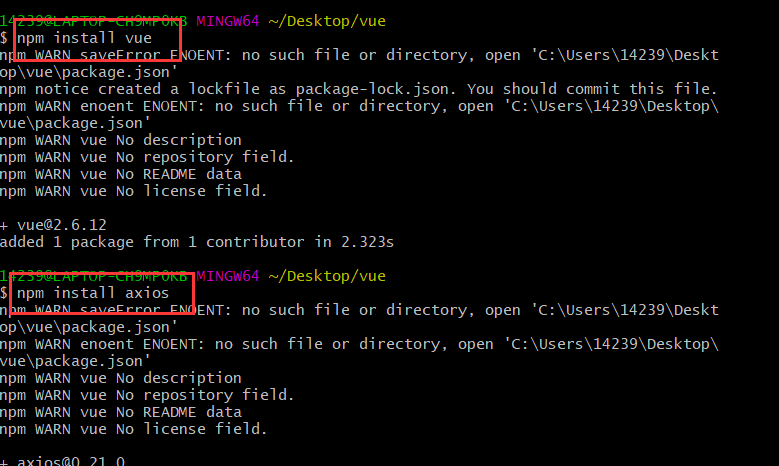 14239@LAPTOP-CH9MP0KB MINGW64 ~/Desktop/vue
$ npm install vue
npm WARN saveError ENOENT: no such file or directory, open 'C:\Users\14239\Deskt
op\vue\package.json'
npm notice created a lockfile as package-lock.json. You should commit this file.
npm WARN enoent ENOENT: no such file or directory, open 'C:\Users\14239\Desktop\
vue\package.json'
npm WARN vue No description
npm WARN vue No repository field.
npm WARN vue No README data
npm WARN vue No license field.
+ vue@2.6.12
added 1 package from 1 contributor in 2.323s
14239@LAPTOP-CH9MP0KB MINGW64 ~/Desktop/vue
$ npm install axios
npm WARN saveError ENOENT: no such file or directory, open 'C:\Users\14239\Deskt
op\vue\package.json'
npm WARN enoent ENOENT: no such file or directory, open 'C:\Users\14239\Desktop\
vue\package.json'
npm WARN vue No description
npm WARN vue No repository field.
npm WARN vue No README data
npm WARN vue No license field.
+ axios@0.21.0